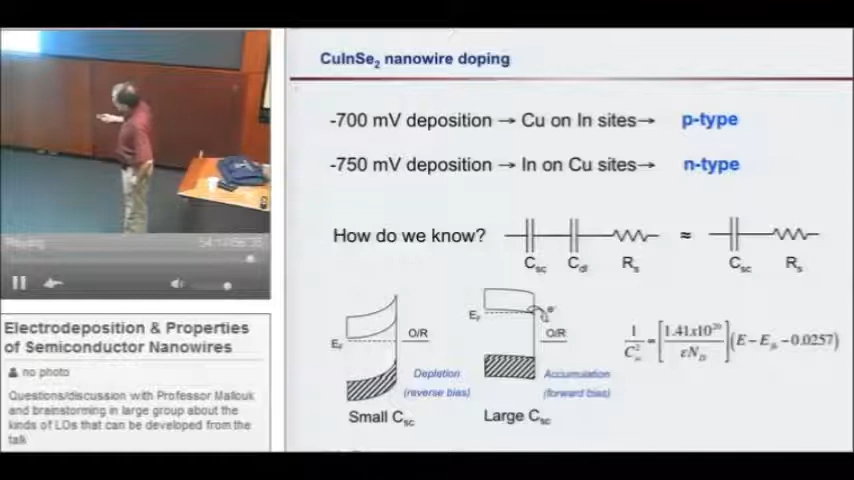 CuInSe2 nanowire doping
-700 mV deposition → Cu on In sites→ p-type
-750 mV deposition → In on Cu sites→ n-type
How do we know?
Csc Cdl Rs ≈ Csc Rs
EF O/R
Depletion
(reverse bias)
Small Csc
EF e- O/R
Accumulation
(forward bias)
Large Csc
1/Csc² = [1.41x10²⁰/εND](E−Efb−0.0257)
Playing
Electrodeposition & Properties
of Semiconductor Nanowires
no photo
Questions/discussion with Professor Mallouk
and brainstorming in large group about the
kinds of LOs that can be developed from the
talk